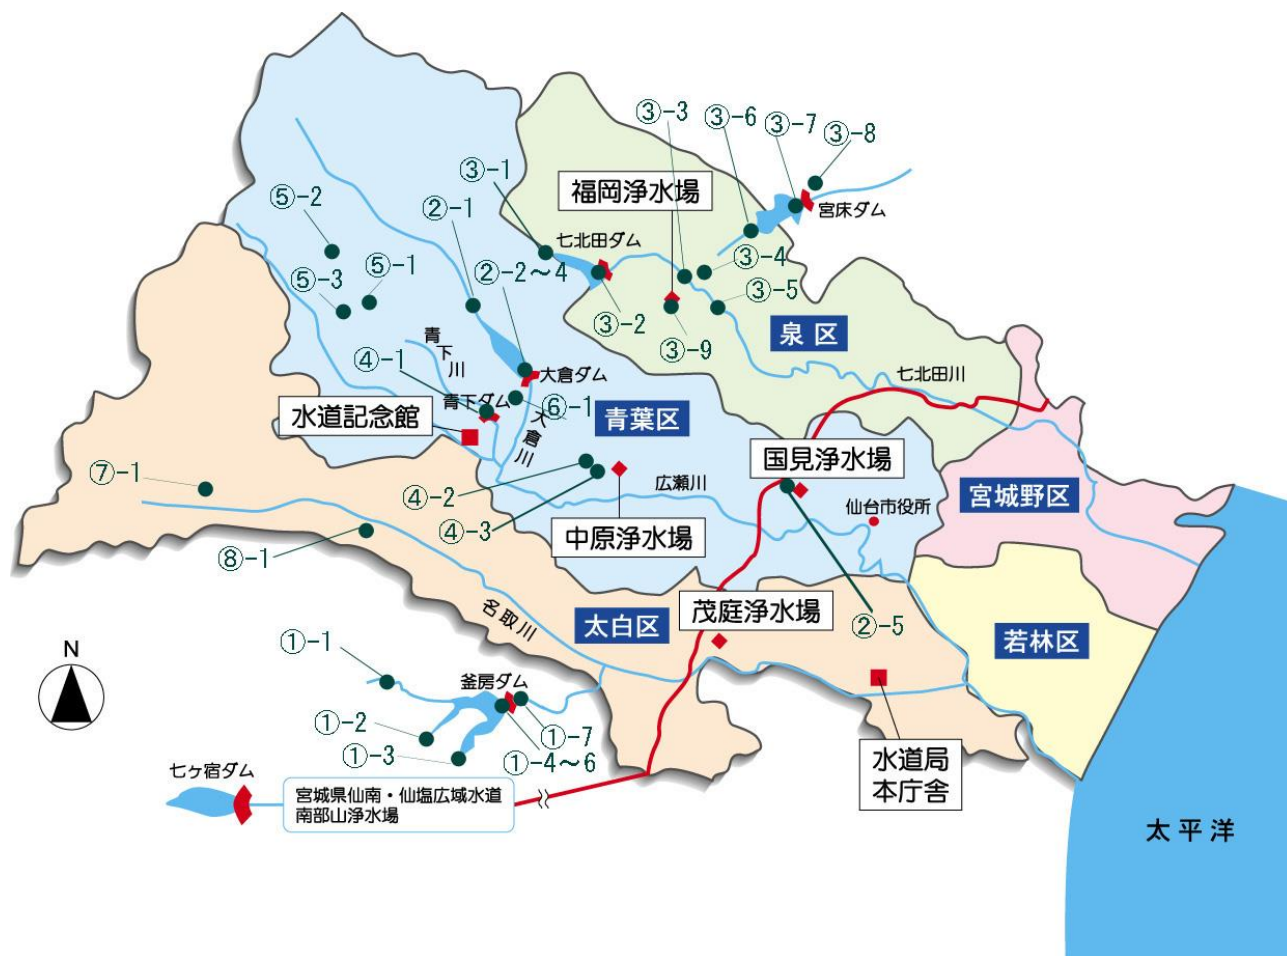 ③-3
③-6
③-7
③-8
③-1
福岡浄水場
宮床ダム
⑤-2
②-1
七北田ダム
③-4
⑤-3
⑤-1
②-2～4
③-2
③-5
③-9
泉区
青下川
④-1
大倉ダム
七北田川
青下ダム
⑥-1
水道記念館
大倉川
青葉区
国見浄水場
⑦-1
④-2
広瀬川
宮城野区
仙台市役所
④-3
中原浄水場
⑧-1
名取川
太白区
茂庭浄水場
②-5
若林区
N
①-1
釜房ダム
①-2
①-7
①-3
①-4～6
水道局
本庁舎
七ヶ宿ダム
宮城県仙南・仙塩広域水道
南部山浄水場
太平洋